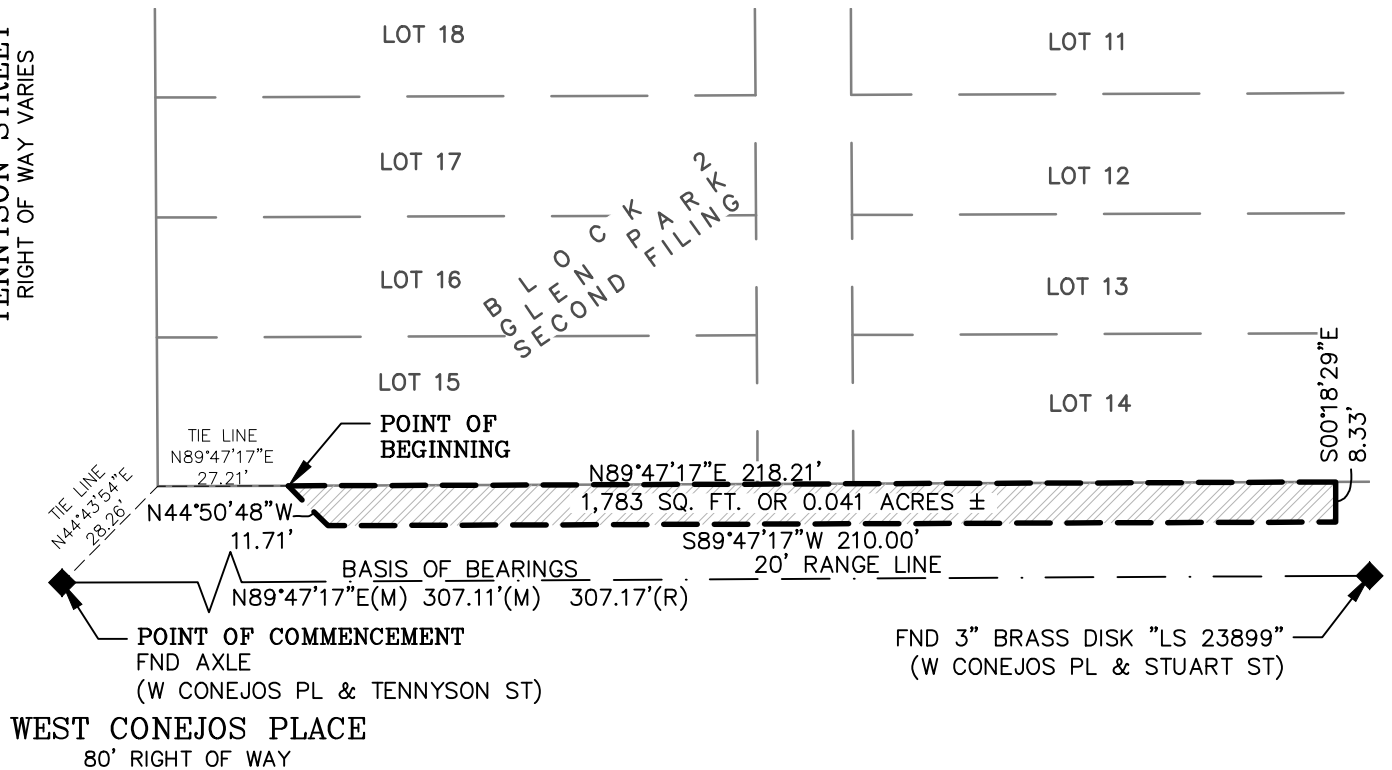 TENNYSON STREET
RIGHT OF WAY VARIES
LOT 18
LOT 11
LOT 17
LOT 12
BLOCK 2
GLEN PARK
SECOND FILING
LOT 16
LOT 13
LOT 15
LOT 14
S00°18'29"E
8.33'
POINT OF
BEGINNING
TIE LINE
N89°47'17"E
27.21'
TIE LINE
N44°43'54"E
28.26'
N89°47'17"E 218.21'
1,783 SQ. FT. OR 0.041 ACRES ±
N44°50'48"W
11.71'
S89°47'17"W 210.00'
20' RANGE LINE
BASIS OF BEARINGS
N89°47'17"E(M) 307.11'(M) 307.17'(R)
POINT OF COMMENCEMENT
FND AXLE
(W CONEJOS PL & TENNYSON ST)
FND 3" BRASS DISK "LS 23899"
(W CONEJOS PL & STUART ST)
WEST CONEJOS PLACE
80' RIGHT OF WAY